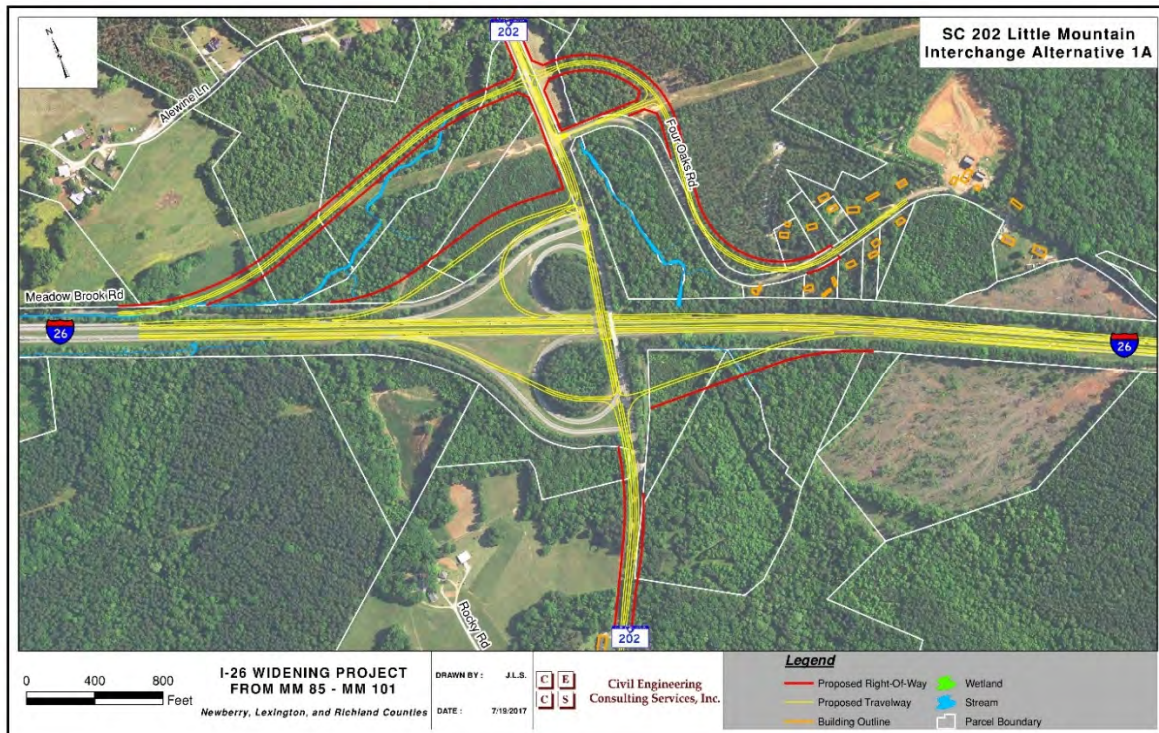 202
SC 202 Little Mountain
Interchange Alternative 1A
N
Alewine Ln
Four Oaks Rd.
Meadow Brook Rd
26
26
Rocky Rd
202
0 400 800
Feet
I-26 WIDENING PROJECT
FROM MM 85 - MM 101
Newberry, Lexington, and Richland Counties
DRAWN BY : J.L.S.
DATE : 7/19/2017
C E
C S
Civil Engineering
Consulting Services, Inc.
Legend
Proposed Right-Of-Way
Proposed Travelway
Building Outline
Wetland
Stream
Parcel Boundary